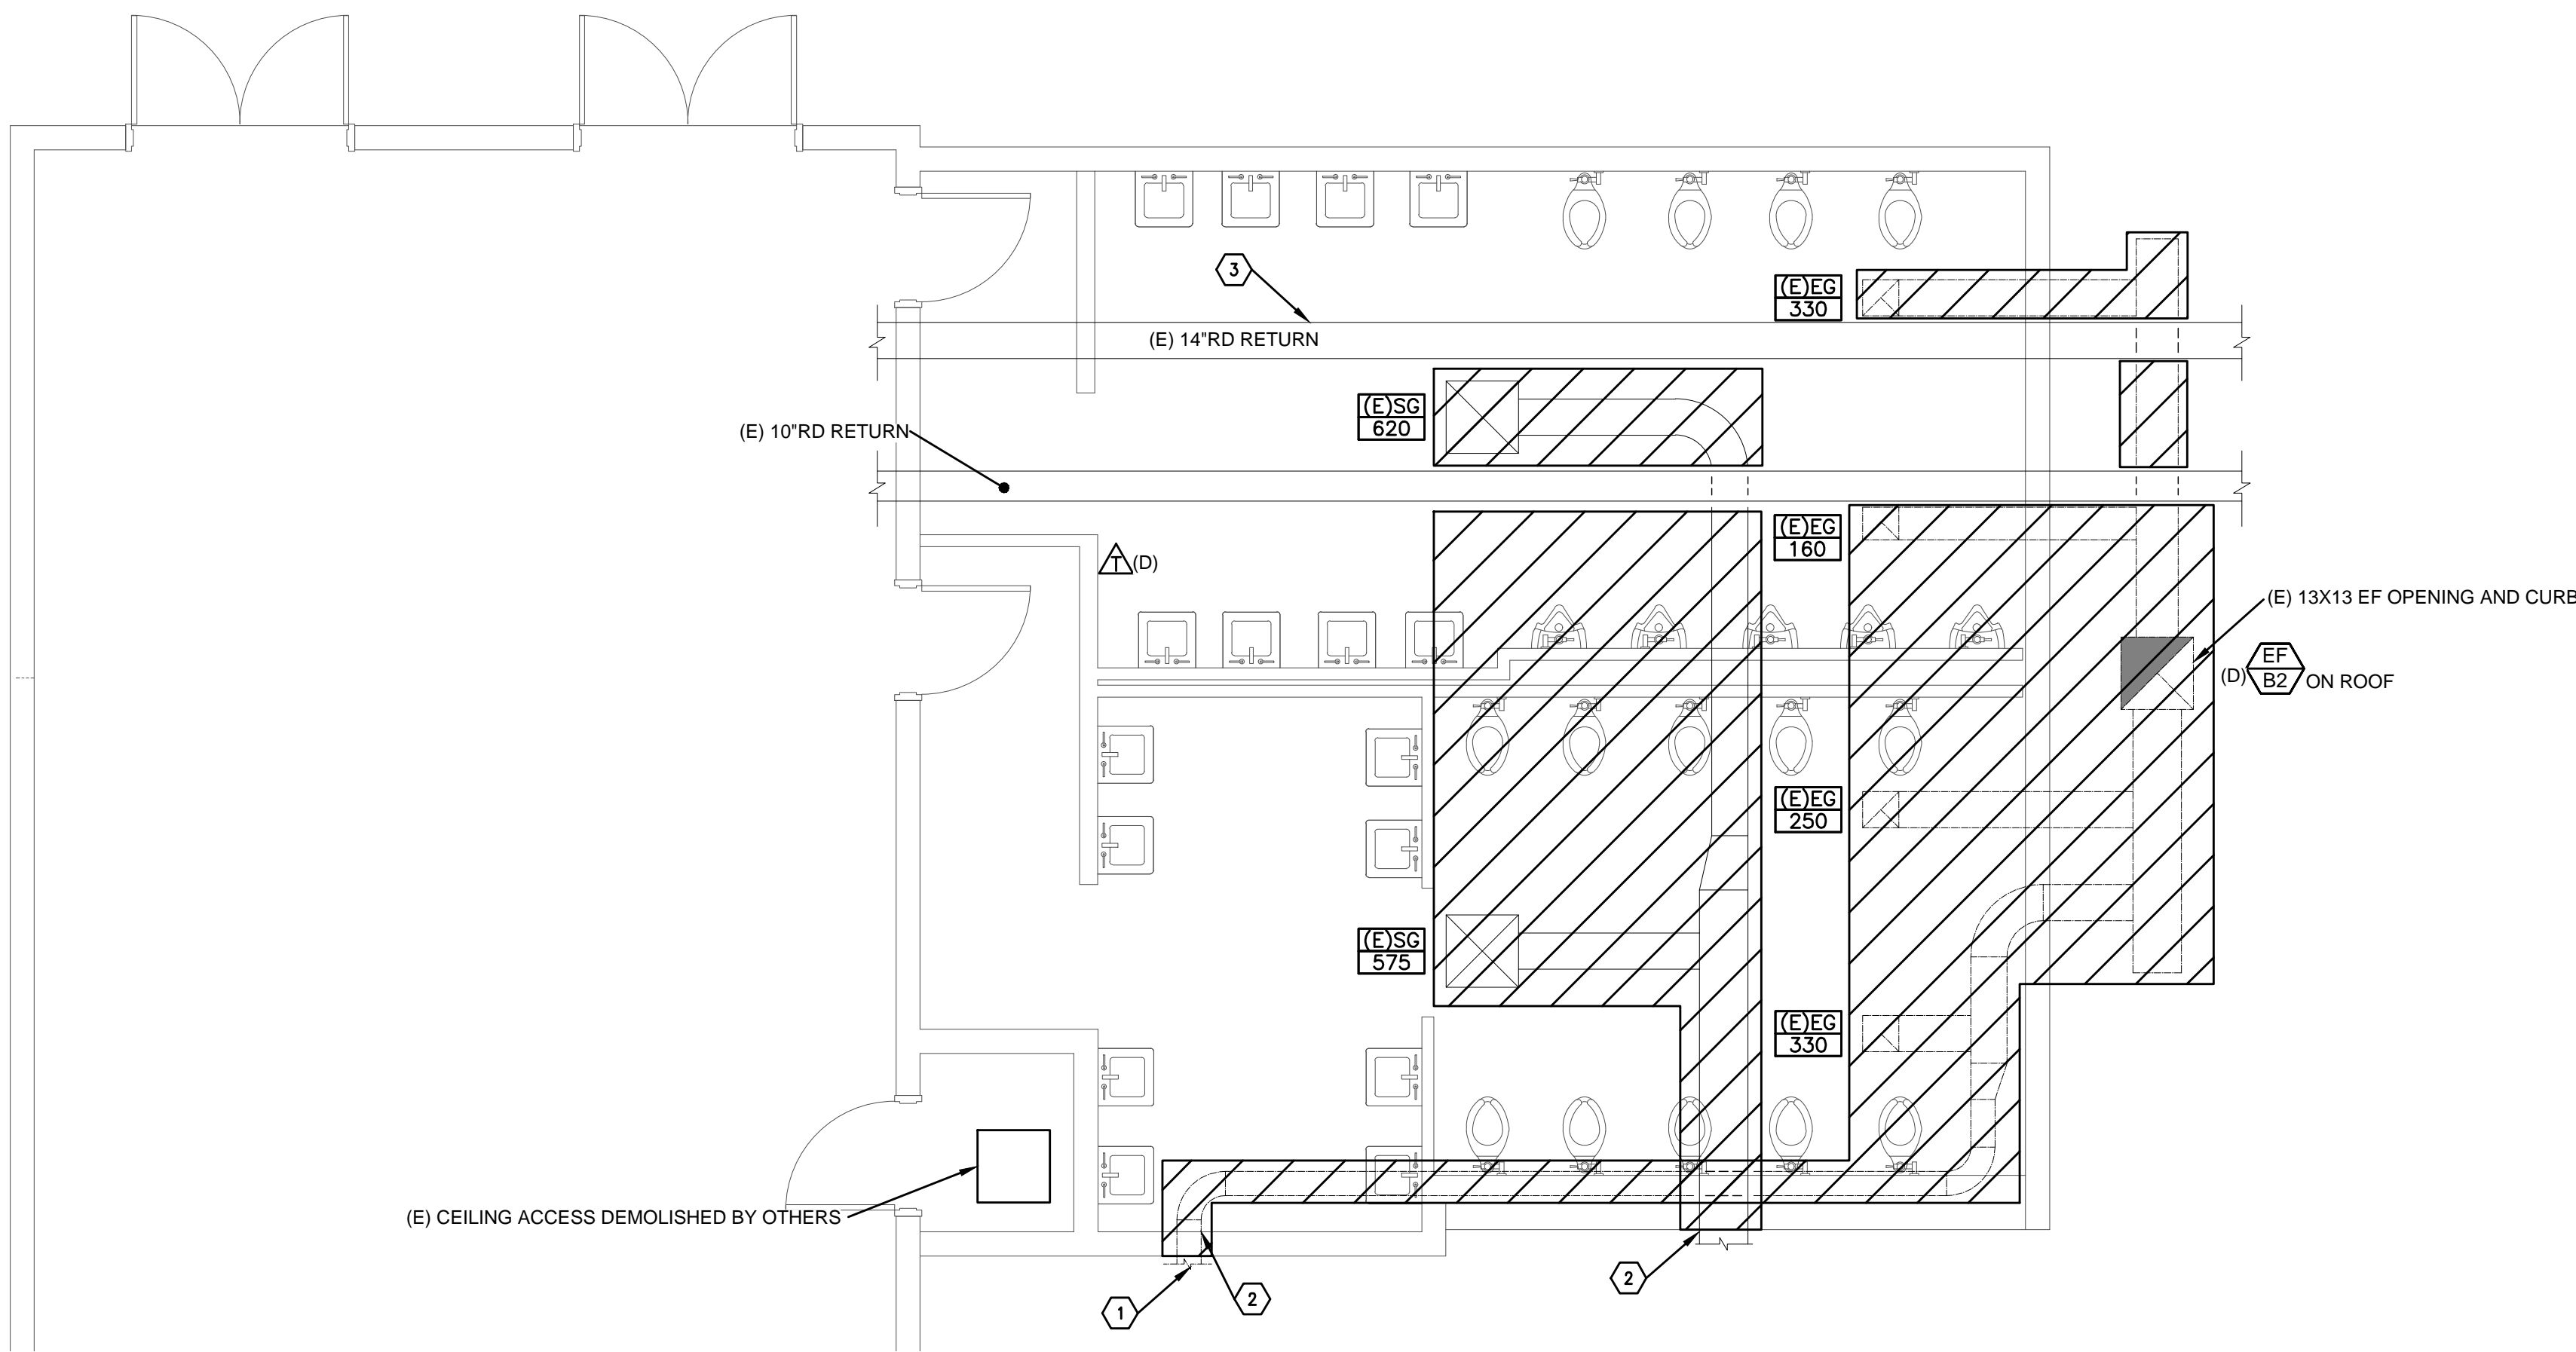 3
(E)EG
330
(E) 14"RD RETURN
(E)SG
620
(E) 10"RD RETURN
(E)EG
160
T (D)
(E) 13X13 EF OPENING AND CURB
(D) EF
B2 ON ROOF
(E)EG
250
(E)SG
575
(E)EG
330
(E) CEILING ACCESS DEMOLISHED BY OTHERS
1
2
2